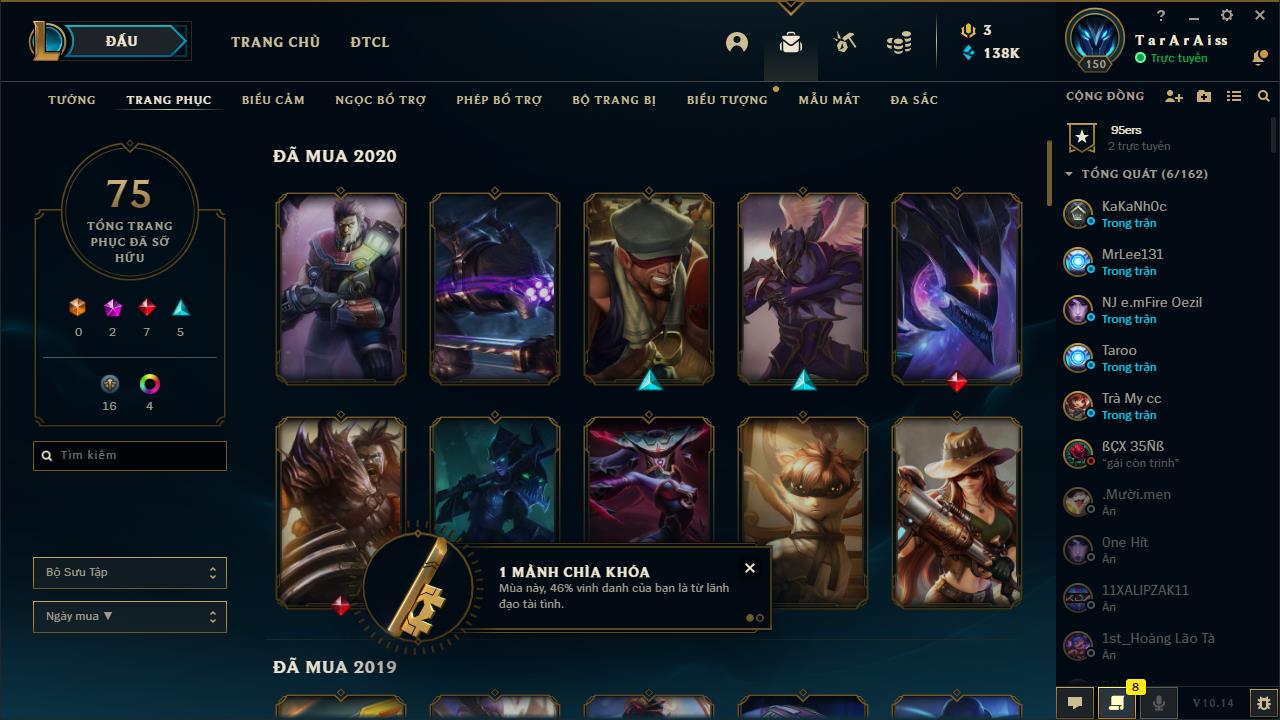 ĐẤU
TRANG CHỦ
ĐTCL
3
138K
?
TarArAiss
Trực tuyến
150
TƯỚNG
TRANG PHỤC
BIỂU CẢM
NGỌC BỔ TRỢ
PHÉP BỔ TRỢ
BỘ TRANG BỊ
BIỂU TƯỢNG
MẪU MẮT
ĐA SẮC
CỘNG ĐỒNG
75
TỔNG TRANG
PHỤC ĐÃ SỞ
HỮU
0
2
7
5
16
4
Tìm kiếm
Bộ Sưu Tập
Ngày mua ▼
ĐÃ MUA 2020
1 MẢNH CHÌA KHÓA
Mùa này, 46% vinh danh của bạn là từ lãnh
đạo tài tình.
ĐÃ MUA 2019
95ers
2 trực tuyến
TỔNG QUÁT (6/162)
KaKaNh0c
Trong trận
MrLee131
Trong trận
NJ e.mFire Oezil
Trong trận
Taroo
Trong trận
Trà My cc
Trong trận
ßÇX 35Ñß
“gái còn trinh”
.Mười.men
Ẩn
One Hít
Ẩn
11XALIPZAK11
Ẩn
1st_Hoàng Lão Tà
Ẩn
8
V10.14